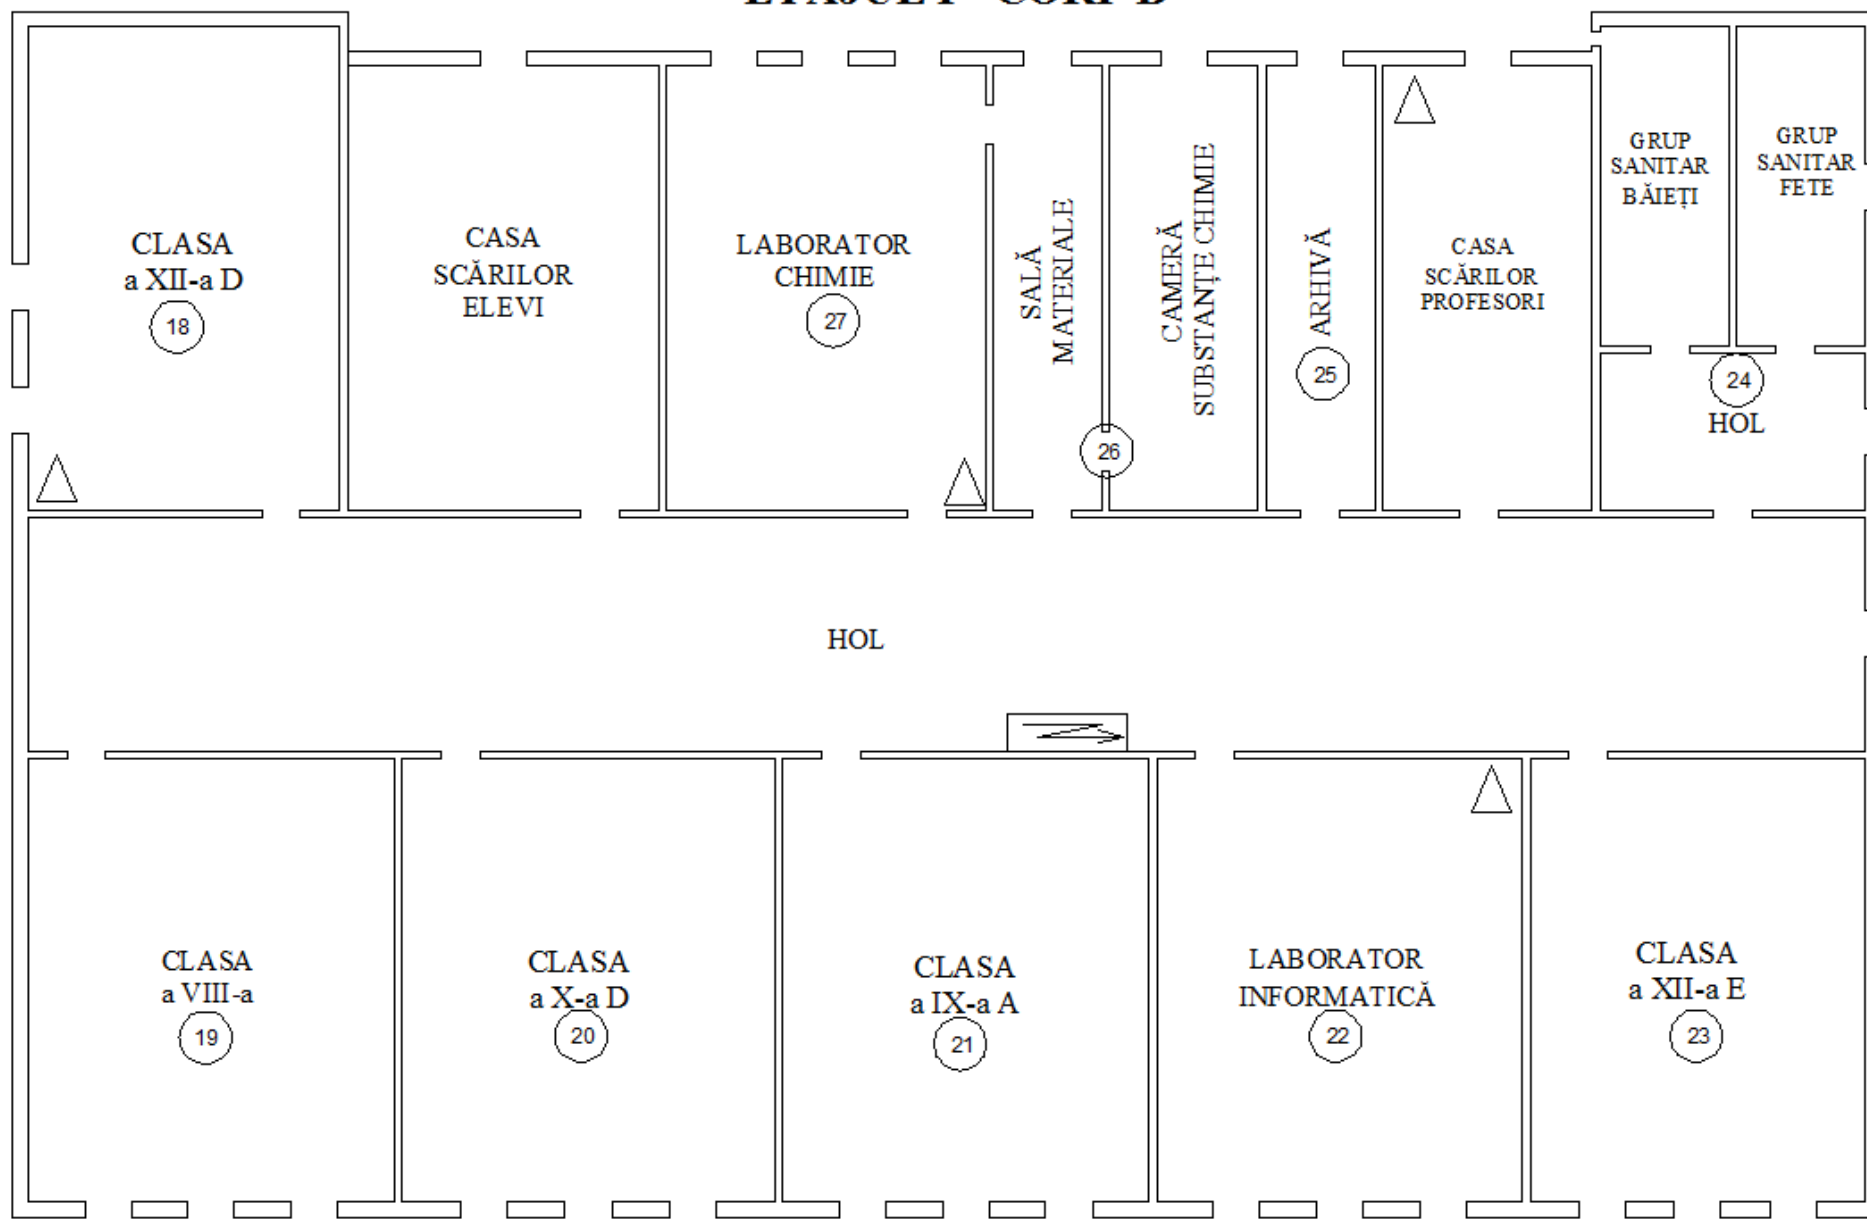 CLASA
a XII-a D
18
CASA
SCĂRILOR
ELEVI
LABORATOR
CHIMIE
27
SALĂ
MATERIALE
CAMERĂ
SUBSTANȚE CHIMIE
26
ARHIVĂ
25
CASA
SCĂRILOR
PROFESORI
GRUP
SANITAR
BĂIEȚI
GRUP
SANITAR
FETE
24
HOL
HOL
CLASA
a VIII-a
19
CLASA
a X-a D
20
CLASA
a IX-a A
21
LABORATOR
INFORMATICĂ
22
CLASA
a XII-a E
23